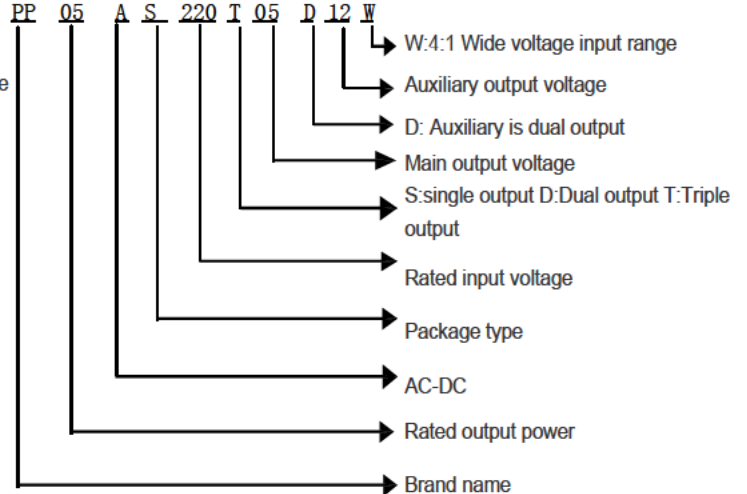 PP 05 A S 220 T 05 D 12 W
W:4:1 Wide voltage input range
e
Auxiliary output voltage
D: Auxiliary is dual output
Main output voltage
S:single output D:Dual output T:Triple
output
Rated input voltage
Package type
AC-DC
Rated output power
Brand name